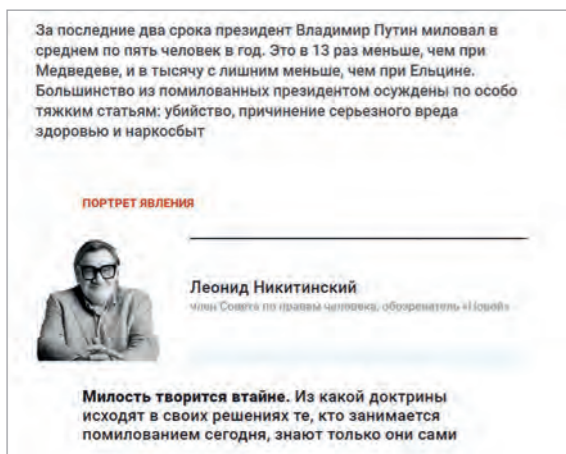 За последние два срока президент Владимир Путин миловал в
среднем по пять человек в год. Это в 13 раз меньше, чем при
Медведеве, и в тысячу с лишним меньше, чем при Ельцине.
Большинство из помилованных президентом осуждены по особо
тяжким статьям: убийство, причинение серьезного вреда
здоровью и наркосбыт
ПОРТРЕТ ЯВЛЕНИЯ
Леонид Никитинский
член Совета по правам человека, обозреватель «Новой»
Милость творится втайне. Из какой доктрины
исходят в своих решениях те, кто занимается
помилованием сегодня, знают только они сами